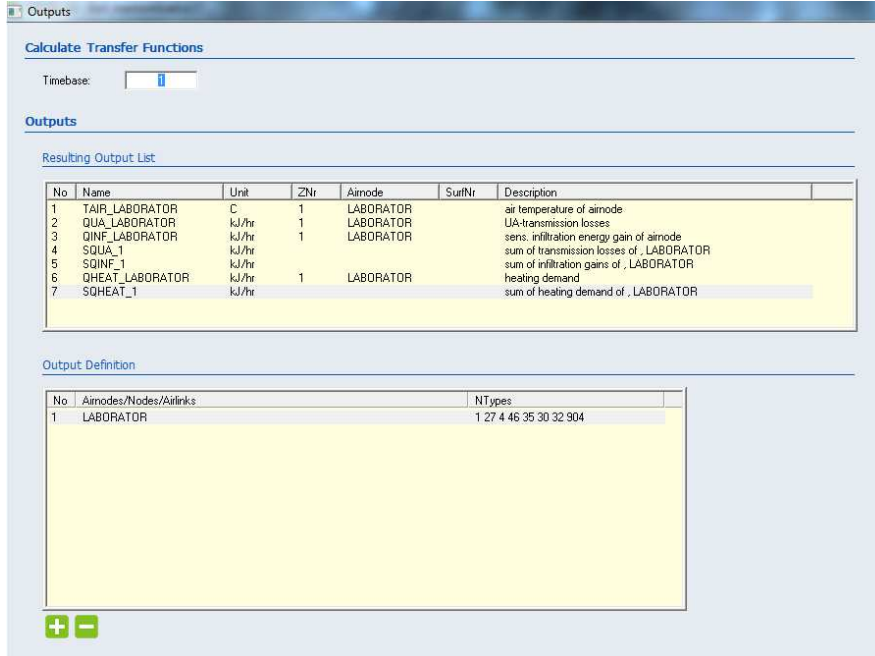 Outputs
Calculate Transfer Functions
Timebase: 1
Outputs
Resulting Output List
No Name Unit ZNr Airnode SurfNr Description
1 TAIR_LABORATOR C 1 LABORATOR air temperature of airnode
2 QUA_LABORATOR kJ/hr 1 LABORATOR UA-transmission losses
3 QINF_LABORATOR kJ/hr 1 LABORATOR sens. infiltration energy gain of airnode
4 SQUA_1 kJ/hr sum of transmission losses of , LABORATOR
5 SQINF_1 kJ/hr sum of infiltration gains of , LABORATOR
6 QHEAT_LABORATOR kJ/hr 1 LABORATOR heating demand
7 SQHEAT_1 kJ/hr sum of heating demand of , LABORATOR
Output Definition
No Airnodes/Nodes/Airlinks NTypes
1 LABORATOR 1 27 4 46 35 30 32 904